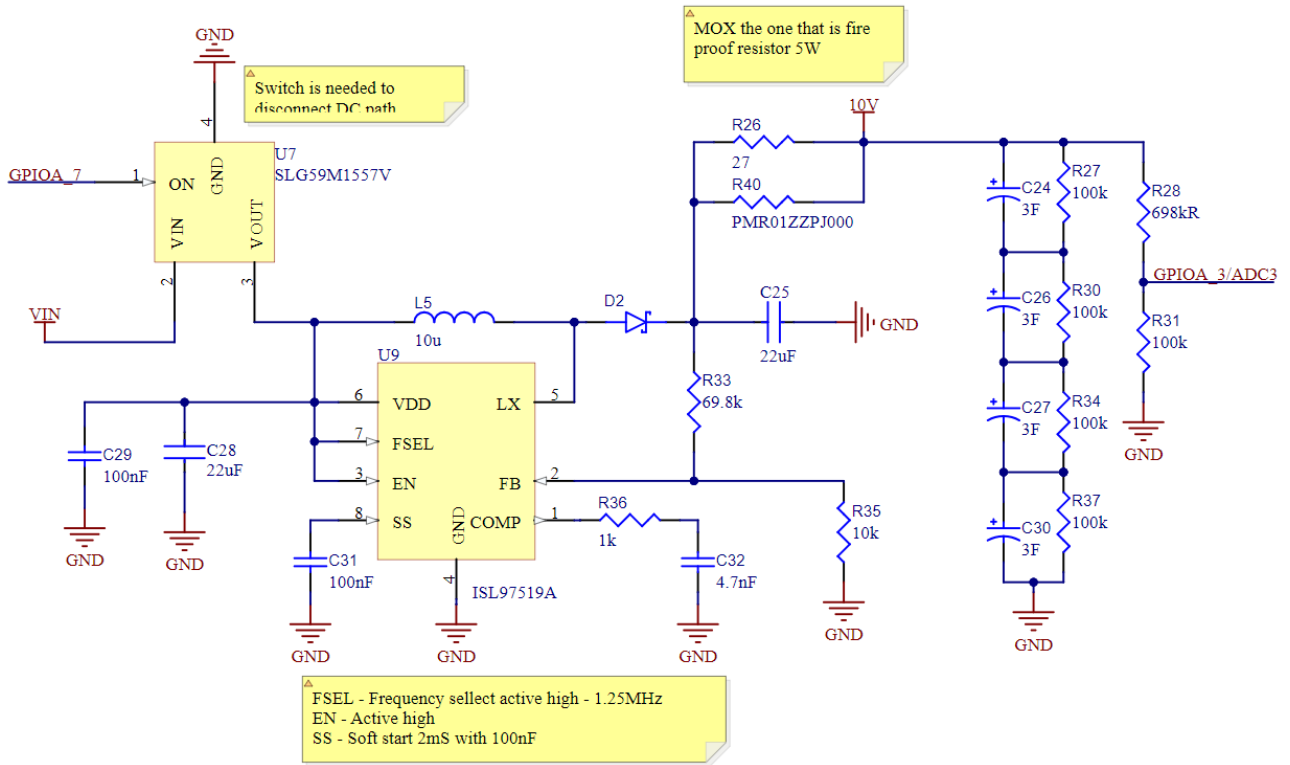 MOX the one that is fire
proof resistor 5W
GND
Switch is needed to
disconnect DC path
10V
R26
27
R40
PMR01ZZPJ000
4
U7
SLG59M1557V
GPIOA_7
1
ON
GND
VIN
VOUT
2
3
C24
3F
R27
100k
R28
698kR
GPIOA_3/ADC3
C26
3F
R30
100k
R31
100k
GND
VIN
L5
10u
D2
C25
22uF
GND
U9
R33
69.8k
6
VDD
LX
5
7
FSEL
3
EN
FB
2
8
SS
GND
COMP
1
4
ISL97519A
C29
100nF
C28
22uF
GND
GND
C31
100nF
GND
GND
R36
1k
C32
4.7nF
GND
R35
10k
GND
C27
3F
R34
100k
C30
3F
R37
100k
GND
FSEL - Frequency sellect active high - 1.25MHz
EN - Active high
SS - Soft start 2mS with 100nF